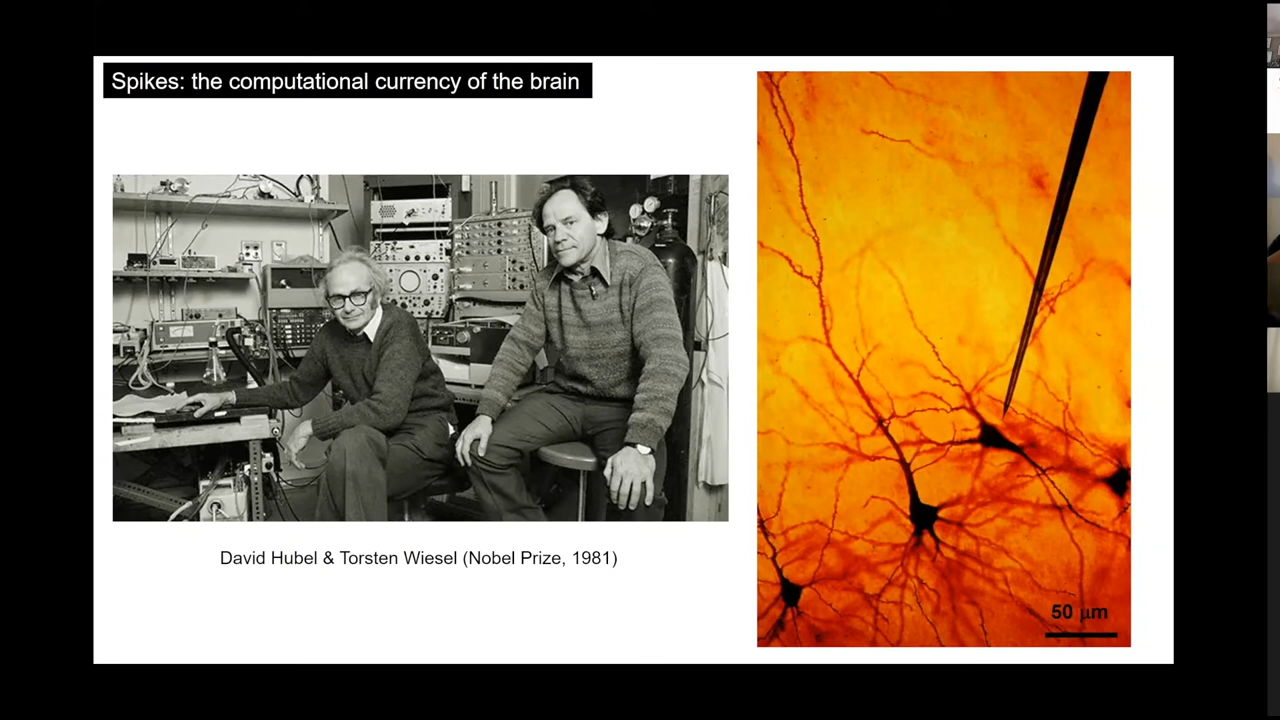 Spikes: the computational currency of the brain
David Hubel & Torsten Wiesel (Nobel Prize, 1981)
50 µm